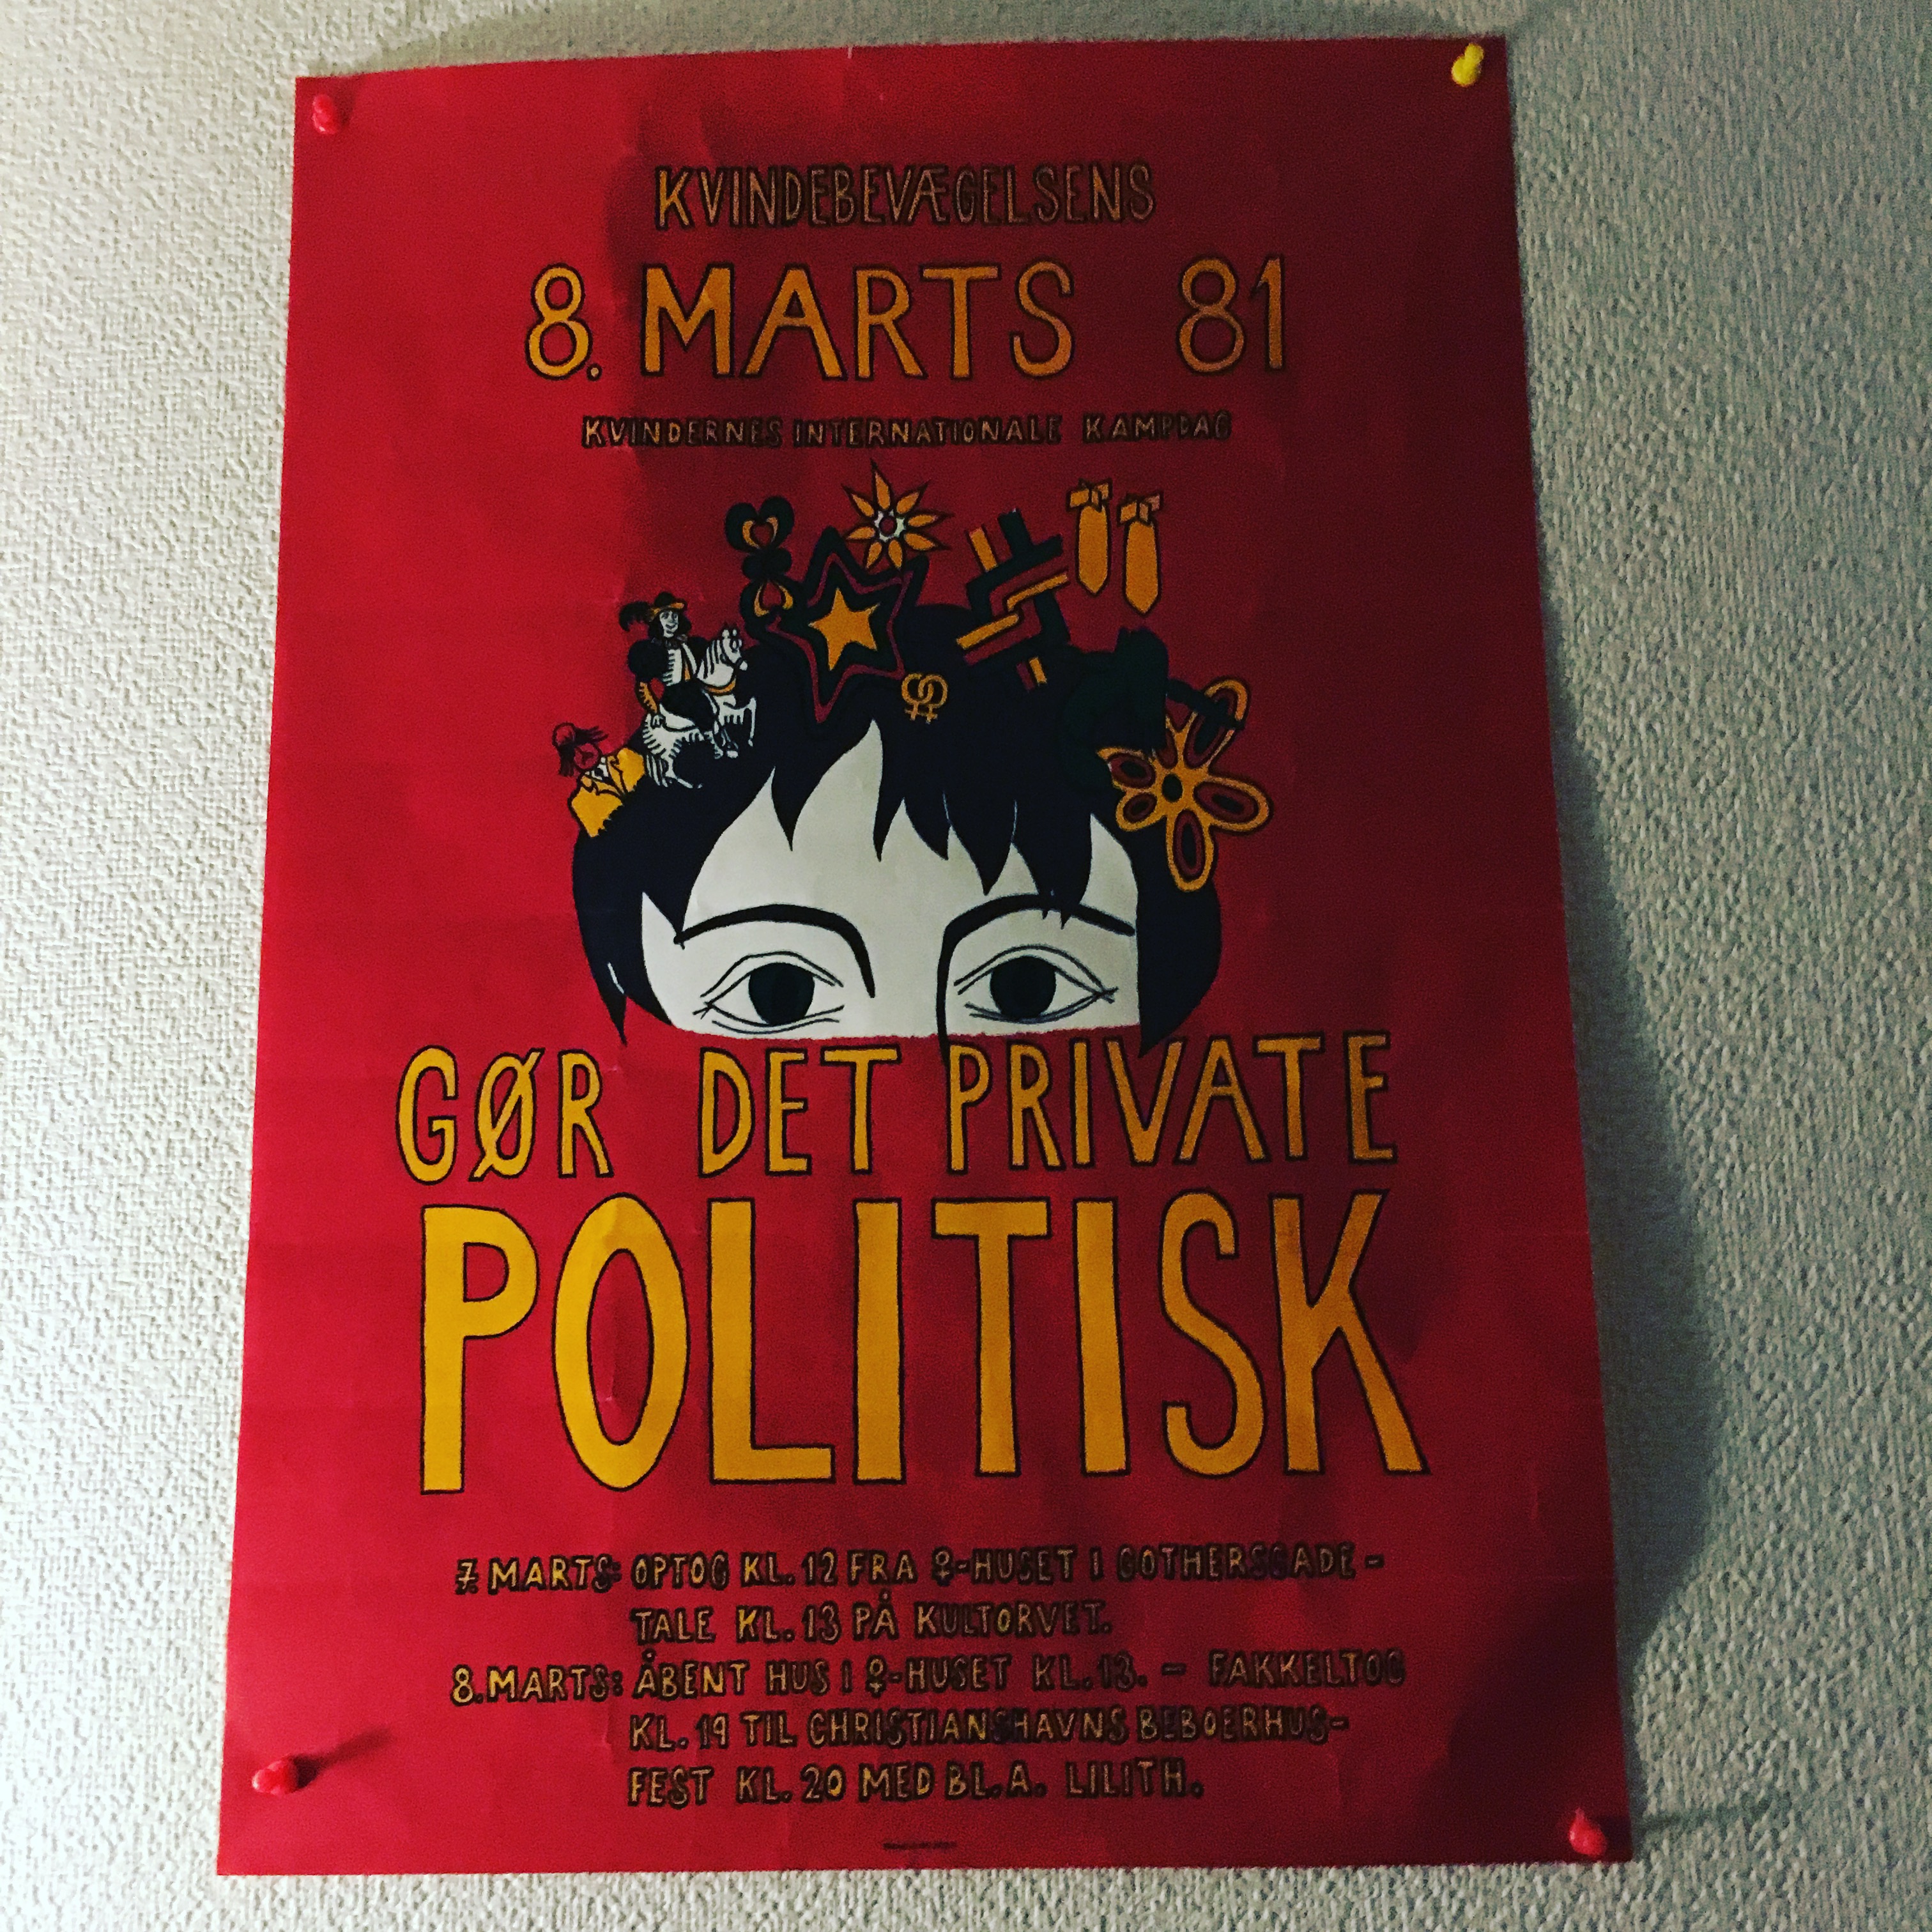 KVINDEBEVÆGELSENS
8. MARTS 81
KVINDERNES INTERNATIONALE KAMPDAG
GØR DET PRIVATE
POLITISK
7. MARTS: OPTOG KL. 12 FRA ♀-HUSET I GOTHERSGADE -
TALE KL. 13 PÅ KULTORVET.
8. MARTS: ÅBENT HUS I ♀-HUSET KL. 13. - FAKKELTOG
KL. 19 TIL CHRISTIANSHAVNS BEBOERHUS-
FEST KL. 20 MED BL.A. LILITH.